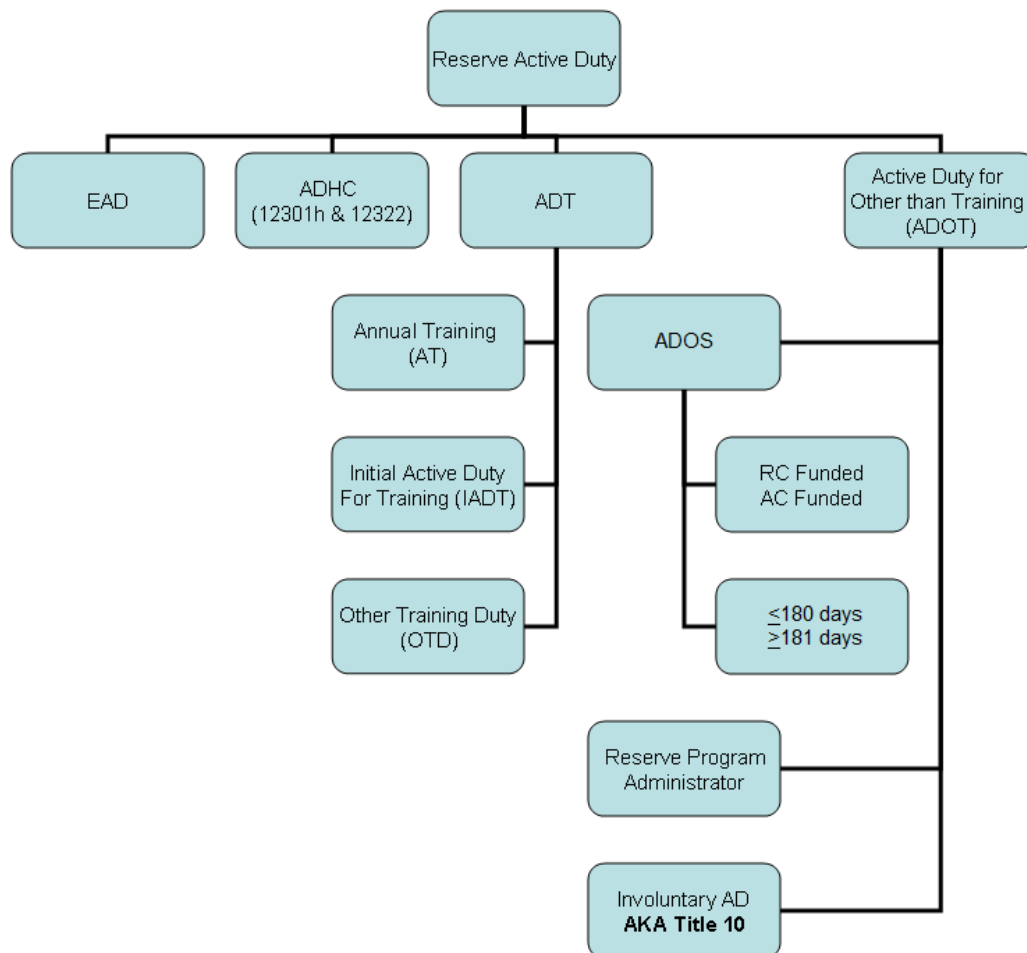 Reserve Active Duty
EAD
ADHC
(12301h & 12322)
ADT
Active Duty for
Other than Training
(ADOT)
Annual Training
(AT)
ADOS
Initial Active Duty
For Training (IADT)
RC Funded
AC Funded
Other Training Duty
(OTD)
≤180 days
≥181 days
Reserve Program
Administrator
Involuntary AD
AKA Title 10